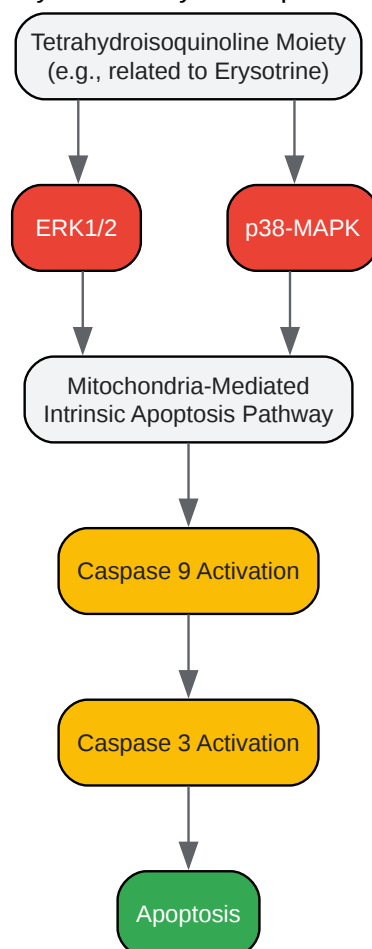 Tetrahydroisoquinoline Moiety
(e.g., related to Erysotrine)
ERK1/2
p38-MAPK
Mitochondria-Mediated
Intrinsic Apoptosis Pathway
Caspase 9 Activation
Caspase 3 Activation
Apoptosis